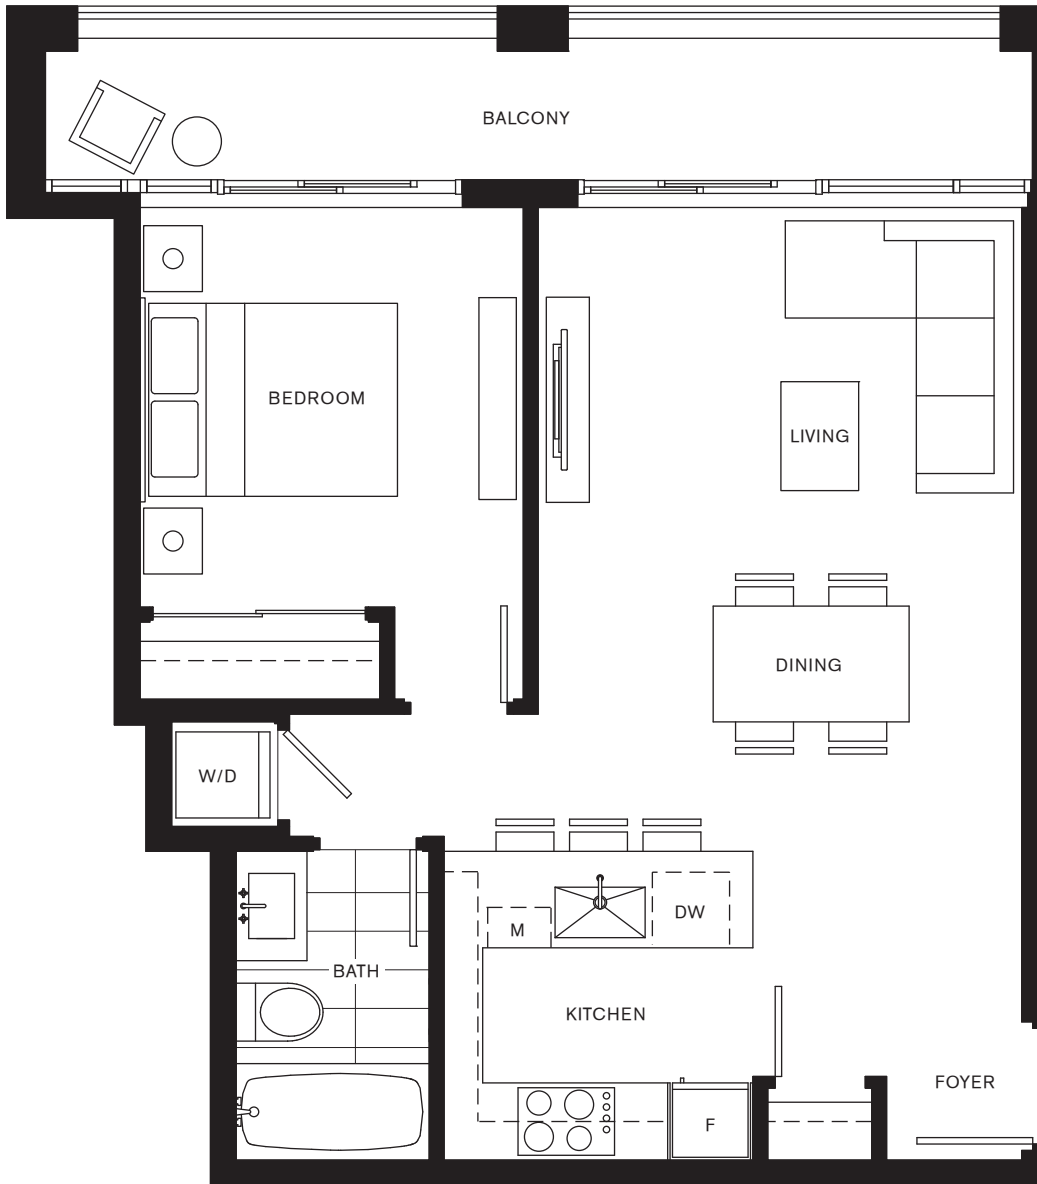 BALCONY
BEDROOM
LIVING
DINING
W/D
DW
M
BATH
KITCHEN
FOYER
F